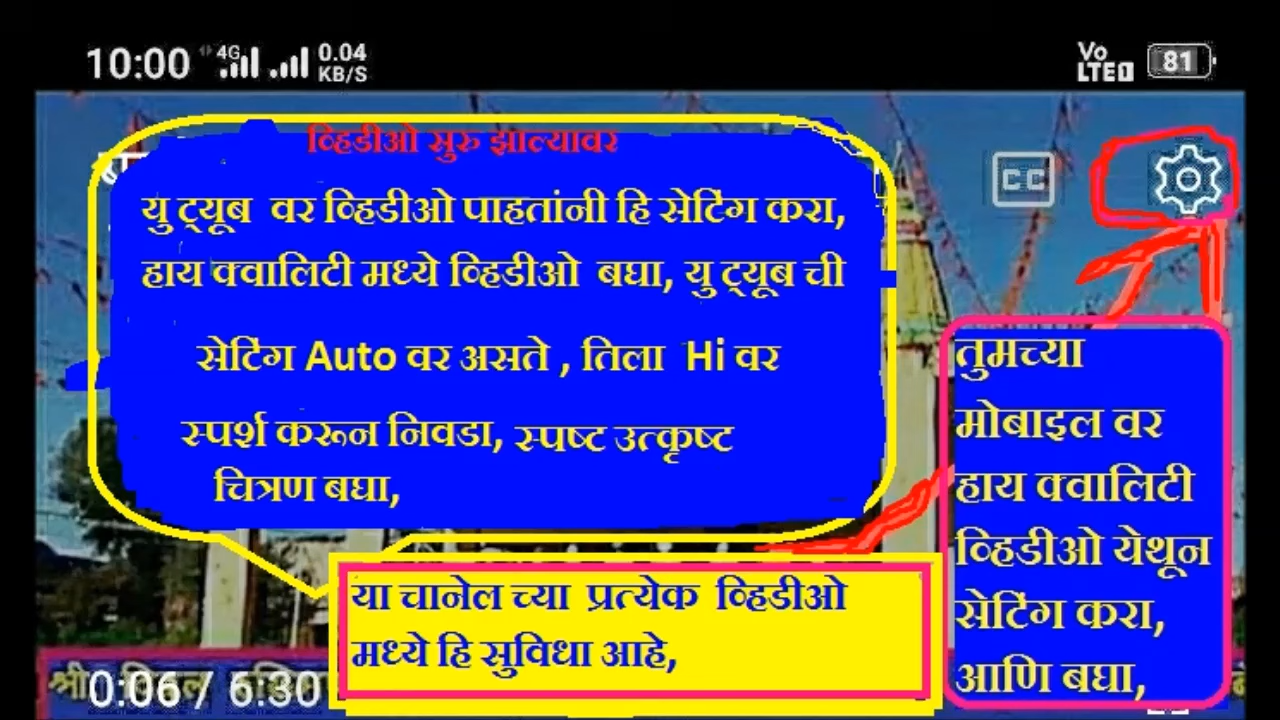 10:00 4G 0.04 KB/S Vo LTE 81
व्हिडीओ सुरु झाल्यावर
यु ट्यूब वर व्हिडीओ पाहतांनी हि सेटिंग करा,
हाय क्वालिटी मध्ये व्हिडीओ बघा, यु ट्यूब ची
सेटिंग Auto वर असते , तिला Hi वर
स्पर्श करून निवडा, स्पष्ट उत्कृष्ट
चित्रण बघा,
CC
तुमच्या
मोबाइल वर
हाय क्वालिटी
व्हिडीओ येथून
सेटिंग करा,
आणि बघा,
या चानेल च्या प्रत्येक व्हिडीओ
मध्ये हि सुविधा आहे,
0:06 / 6:30